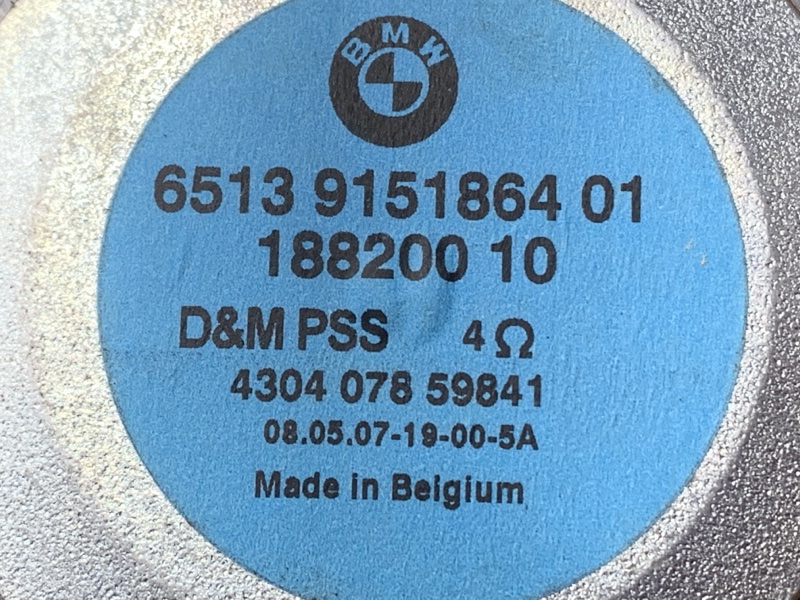 BMW
6513 9151864 01
188200 10
D&M PSS 4Ω
4304 078 59841
08.05.07-19-00-5A
Made in Belgium